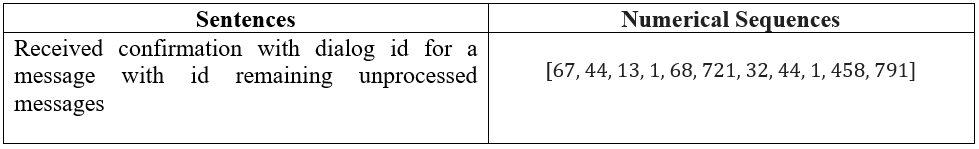 Sentences
Numerical Sequences
Received confirmation with dialog id for a
message with id remaining unprocessed
messages
[67, 44, 13, 1, 68, 721, 32, 44, 1, 458, 791]